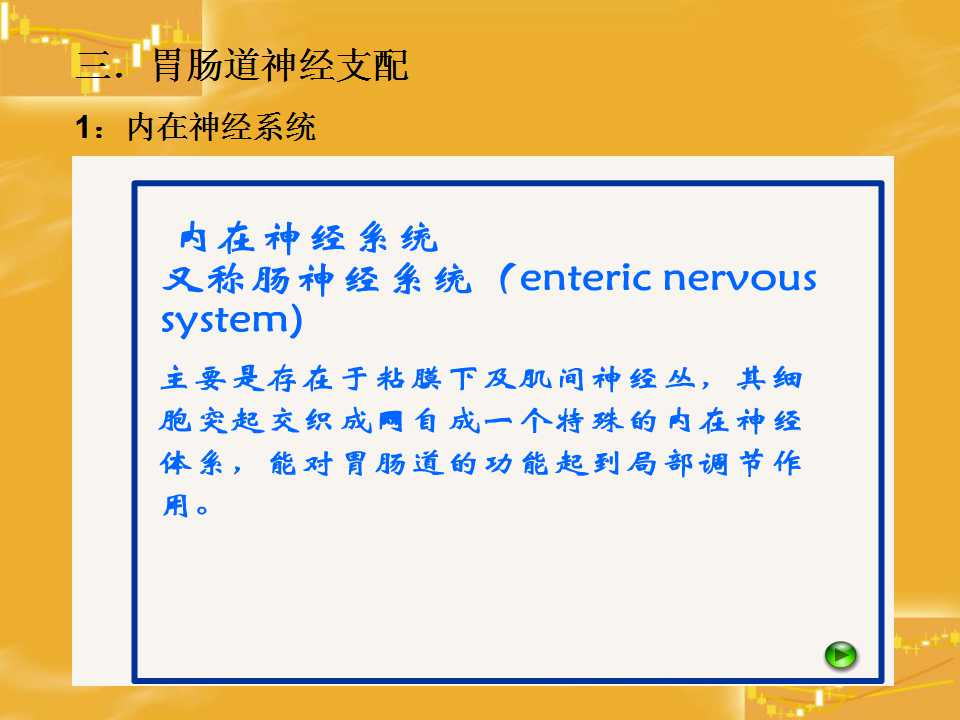 三．胃肠道神经支配
1：内在神经系统
内在神经系统
又称肠神经系统（enteric nervous
system)
主要是存在于粘膜下及肌间神经丛，其细
胞突起交织成网自成一个特殊的内在神经
体系，能对胃肠道的功能起到局部调节作
用。